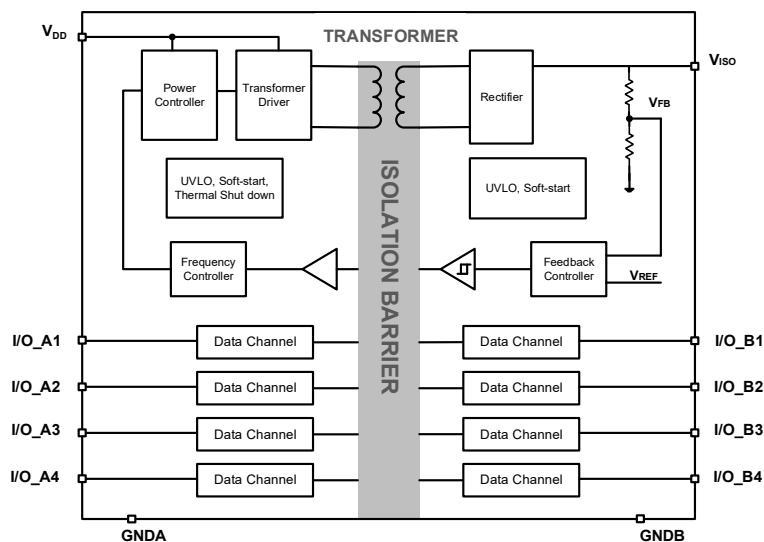 VDD
TRANSFORMER
VISO
Power
Controller
Transformer
Driver
Rectifier
VFB
UVLO, Soft-start,
Thermal Shut down
UVLO, Soft-start
ISOLATION BARRIER
Frequency
Controller
Feedback
Controller
VREF
I/O_A1
Data Channel
Data Channel
I/O_B1
I/O_A2
Data Channel
Data Channel
I/O_B2
I/O_A3
Data Channel
Data Channel
I/O_B3
I/O_A4
Data Channel
Data Channel
I/O_B4
GNDA
GNDB